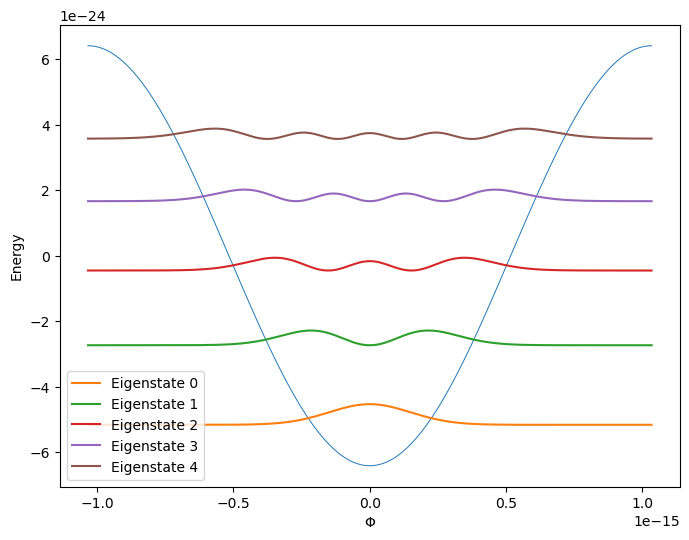 1e−24
6
4
2
0
−2
−4
−6
Energy
Eigenstate 0
Eigenstate 1
Eigenstate 2
Eigenstate 3
Eigenstate 4
−1.0 −0.5 0.0 0.5 1.0
1e−15
Φ